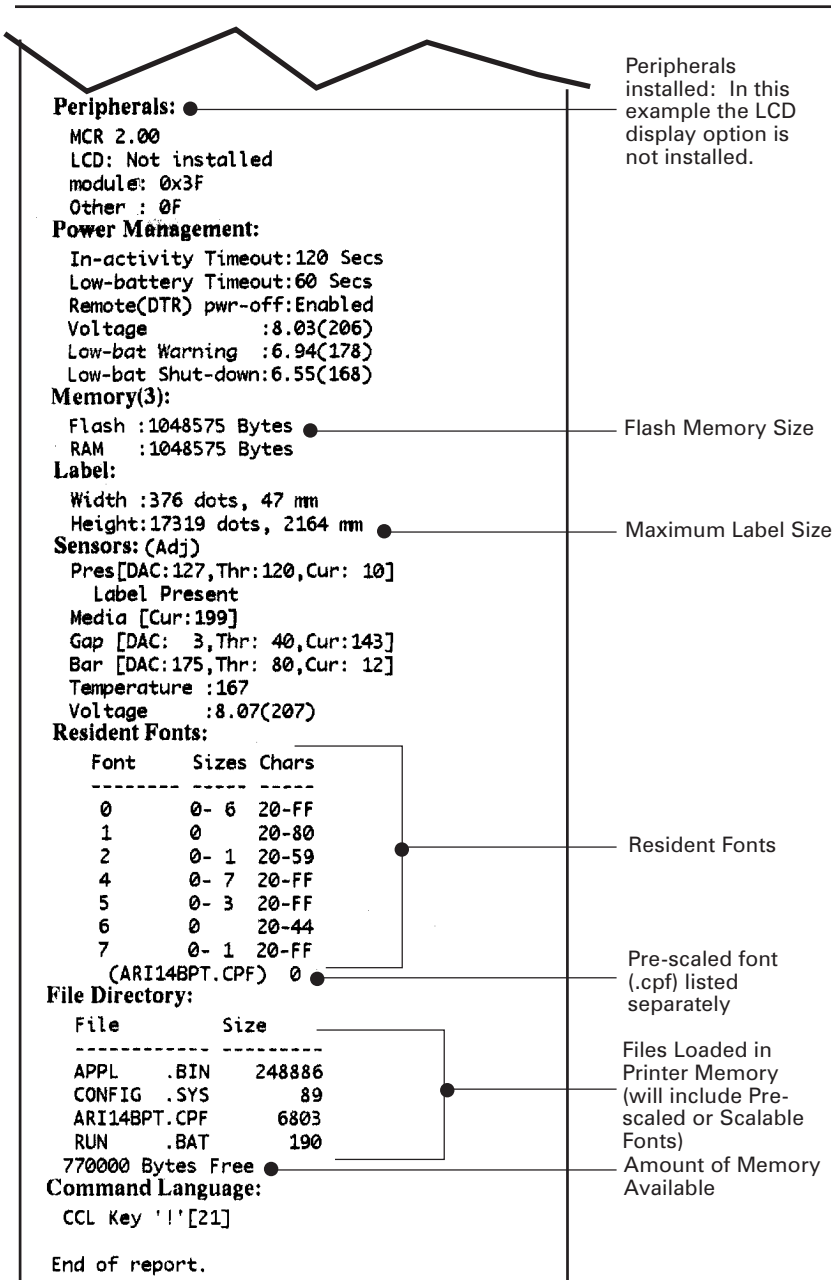 Peripherals:
MCR 2.00
LCD: Not installed
module: 0x3F
Other : 0F
Power Management:
In-activity Timeout:120 Secs
Low-battery Timeout:60 Secs
Remote(DTR) pwr-off:Enabled
Voltage :8.03(206)
Low-bat Warning :6.94(178)
Low-bat Shut-down:6.55(168)
Memory(3):
Flash :1048575 Bytes
RAM :1048575 Bytes
Label:
Width :376 dots, 47 mm
Height:17319 dots, 2164 mm
Sensors: (Adj)
Pres[DAC:127,Thr:120,Cur: 10]
Label Present
Media [Cur:199]
Gap [DAC: 3,Thr: 40,Cur:143]
Bar [DAC:175,Thr: 80,Cur: 12]
Temperature :167
Voltage :8.07(207)
Resident Fonts:
Font Sizes Chars
-------- ----- -----
0 0- 6 20-FF
1 0 20-80
2 0- 1 20-59
4 0- 7 20-FF
5 0- 3 20-FF
6 0 20-44
7 0- 1 20-FF
(ARI14BPT.CPF) 0
File Directory:
File Size
------------ ---------
APPL .BIN 248886
CONFIG .SYS 89
ARI14BPT.CPF 6803
RUN .BAT 190
770000 Bytes Free
Command Language:
CCL Key '!'[21]
End of report.
Peripherals
installed: In this
example the LCD
display option is
not installed.
Flash Memory Size
Maximum Label Size
Resident Fonts
Pre-scaled font
(.cpf) listed
separately
Files Loaded in
Printer Memory
(will include Pre-
scaled or Scalable
Fonts)
Amount of Memory
Available